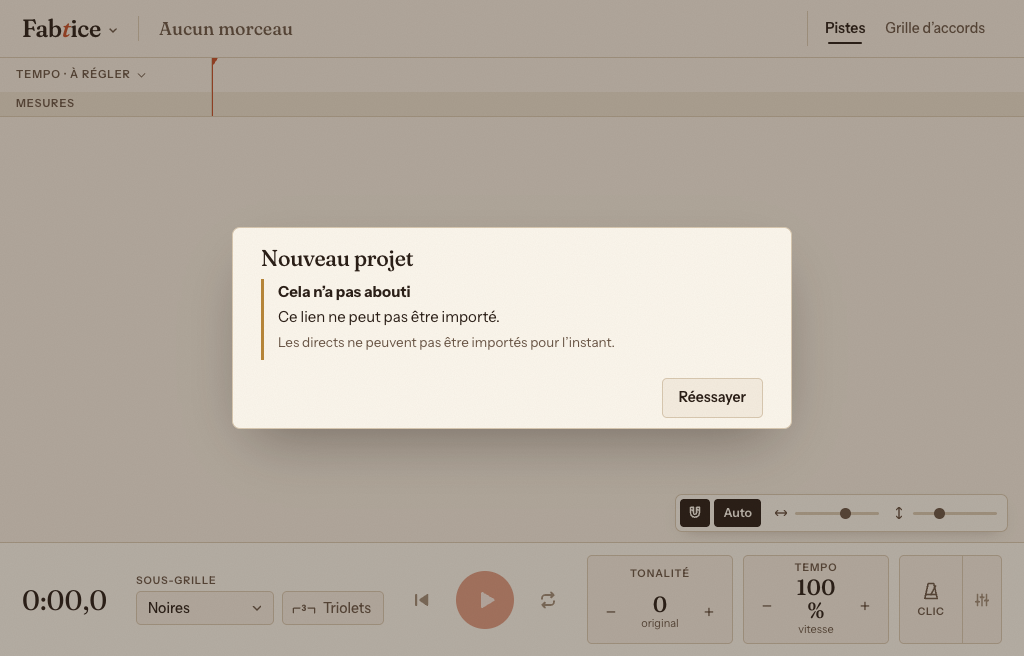 Fabtice
Aucun morceau
Pistes
Grille d’accords
TEMPO · À RÉGLER
MESURES
Nouveau projet
Cela n’a pas abouti
Ce lien ne peut pas être importé.
Les directs ne peuvent pas être importés pour l’instant.
Réessayer
Auto
0:00,0
SOUS-GRILLE
Noires
3
Triolets
TONALITÉ
− 0 +
original
TEMPO
− 100 % +
vitesse
CLIC